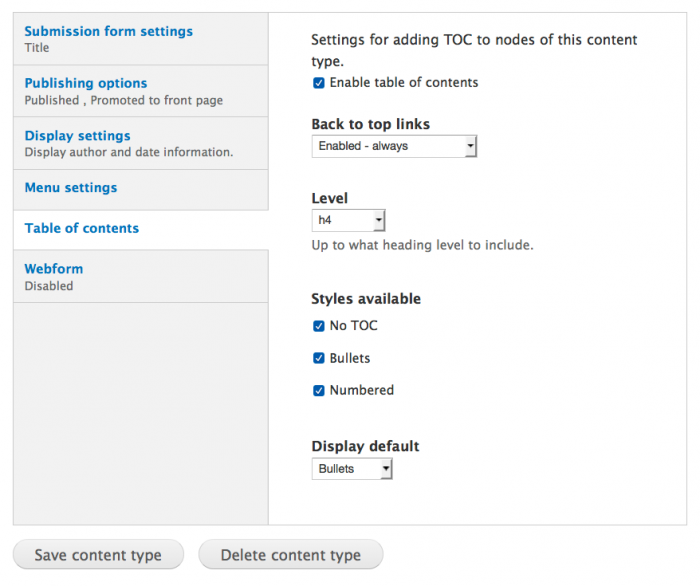 Submission form settings
Title
Publishing options
Published , Promoted to front page
Display settings
Display author and date information.
Menu settings
Table of contents
Webform
Disabled
Settings for adding TOC to nodes of this content
type.
Enable table of contents
Back to top links
Enabled - always
Level
h4
Up to what heading level to include.
Styles available
No TOC
Bullets
Numbered
Display default
Bullets
Save content type
Delete content type